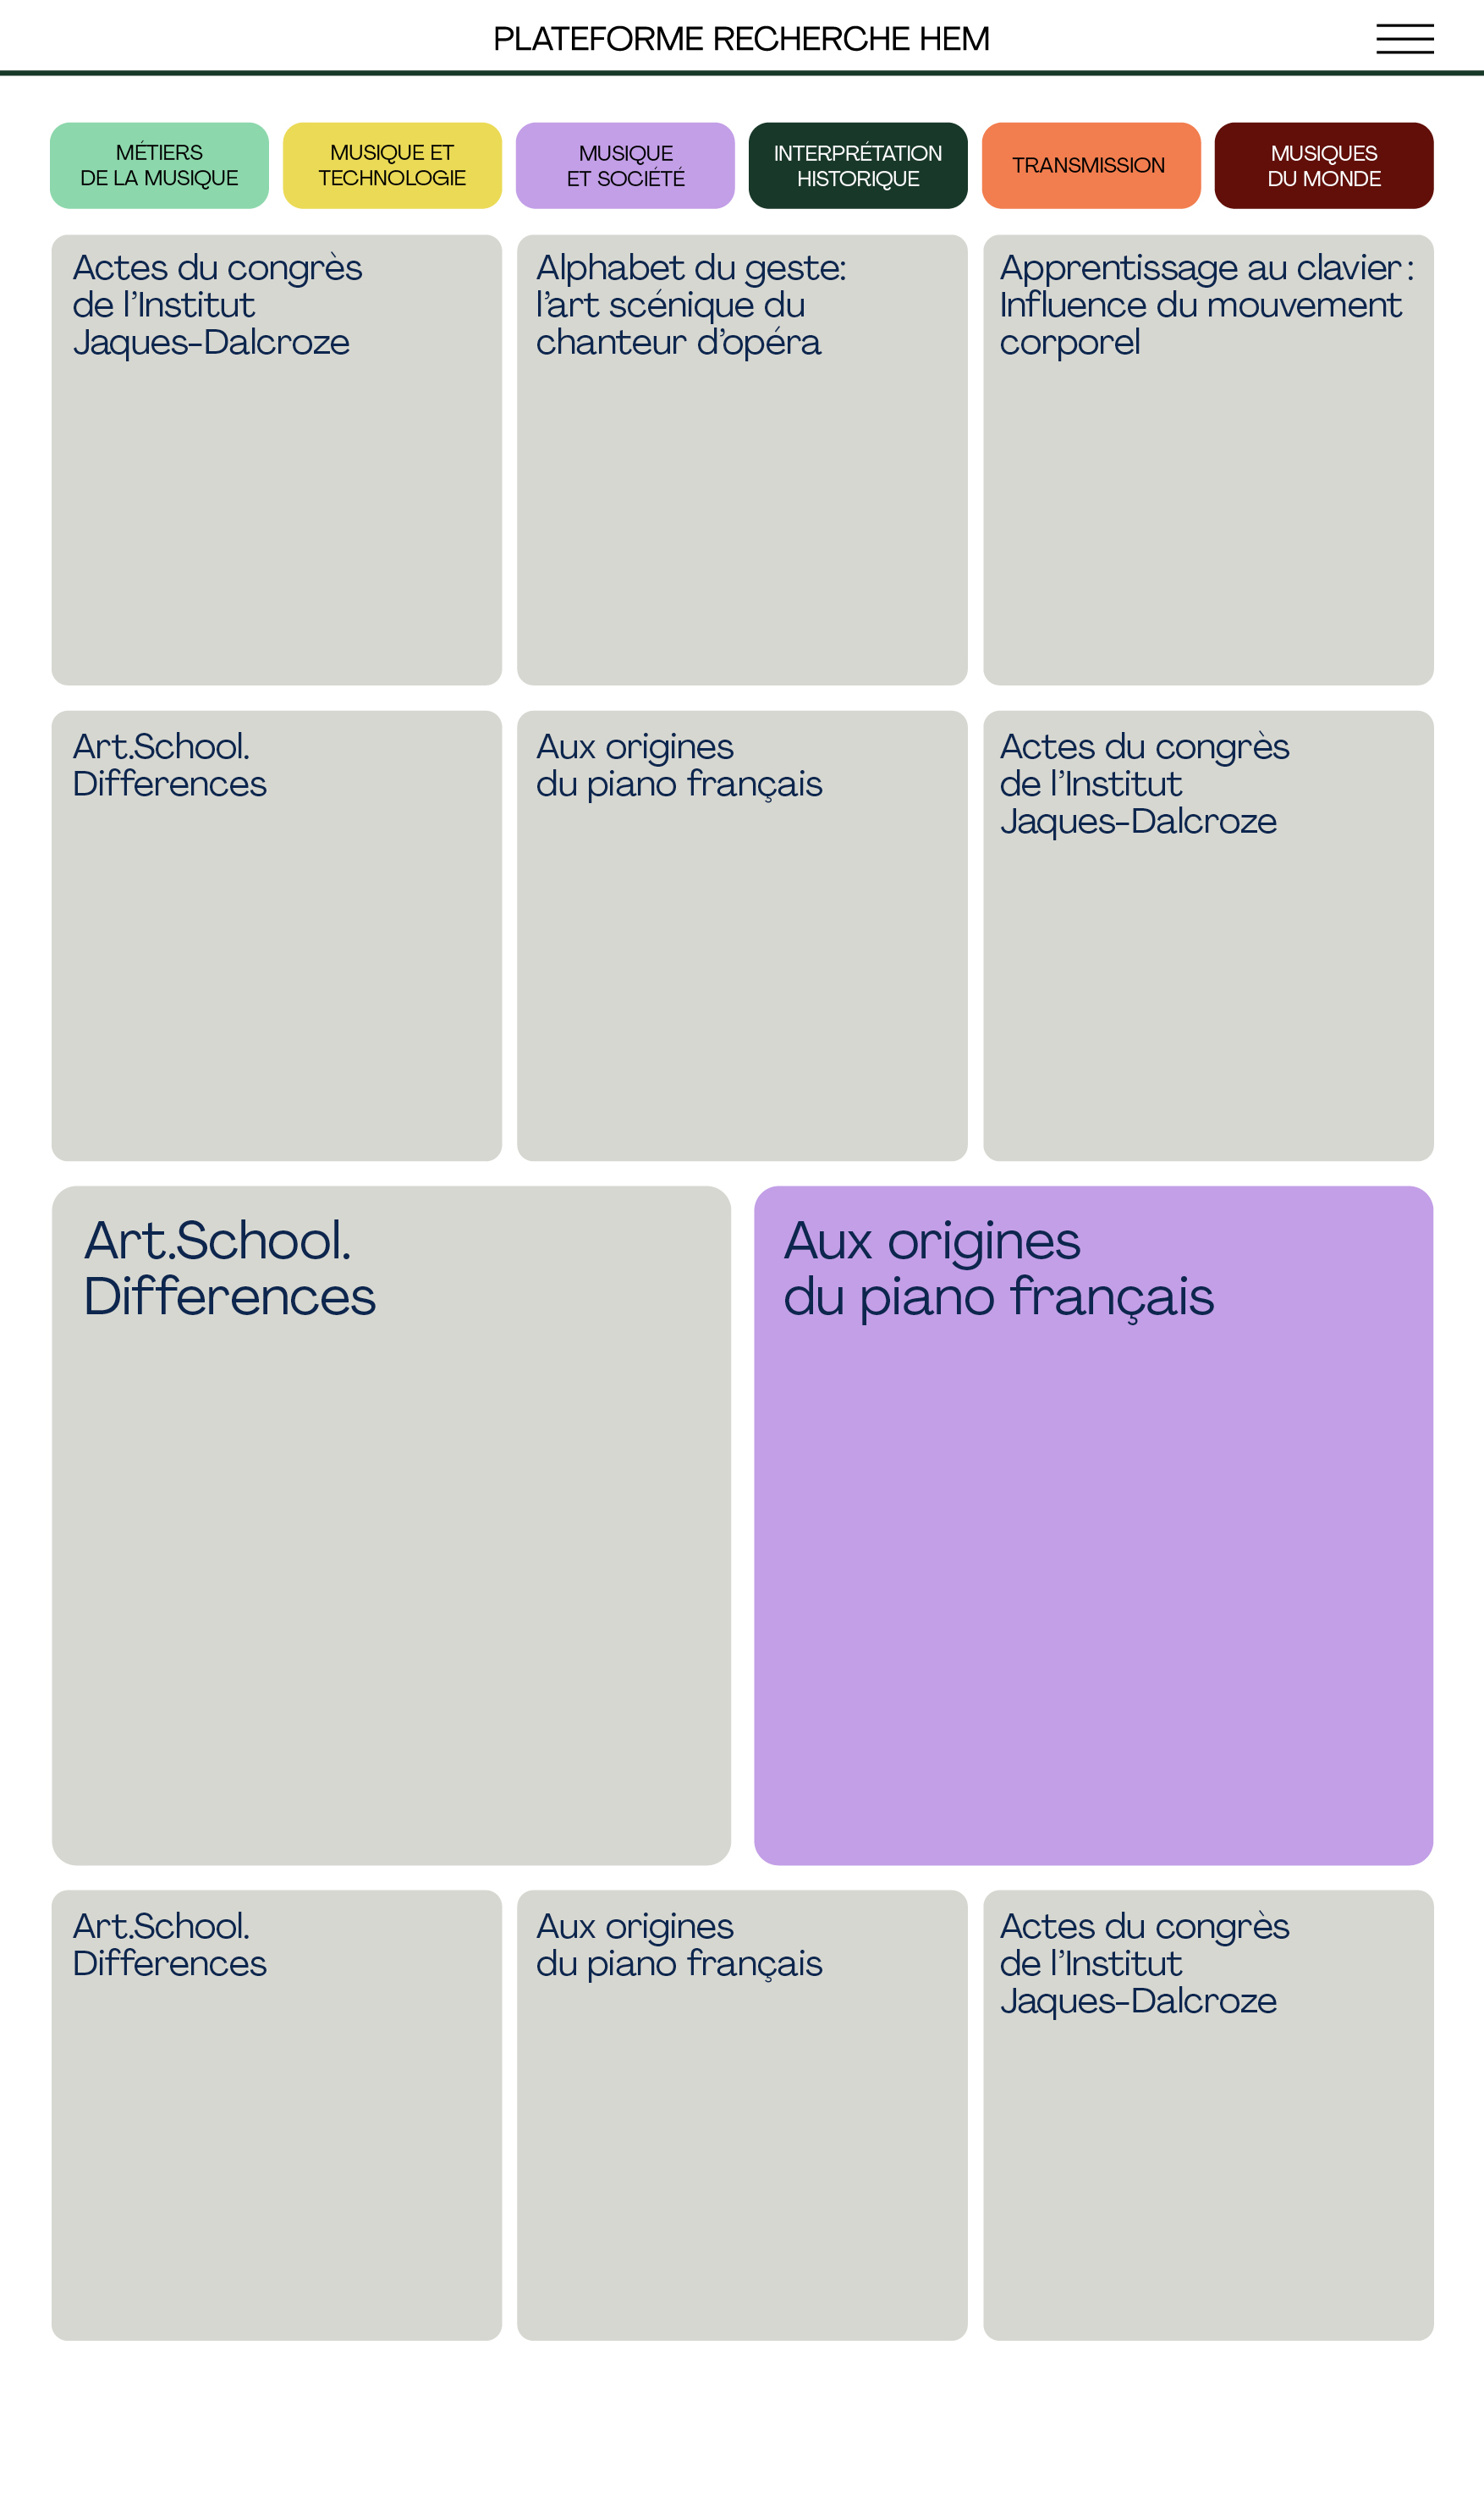 PLATEFORME RECHERCHE HEM
MÉTIERS
DE LA MUSIQUE
MUSIQUE ET
TECHNOLOGIE
MUSIQUE
ET SOCIÉTÉ
INTERPRÉTATION
HISTORIQUE
TRANSMISSION
MUSIQUES
DU MONDE
Actes du congrès
de l’Institut
Jaques-Dalcroze
Alphabet du geste:
l’art scénique du
chanteur d’opéra
Apprentissage au clavier :
Influence du mouvement
corporel
Art.School.
Differences
Aux origines
du piano français
Actes du congrès
de l’Institut
Jaques-Dalcroze
Art.School.
Differences
Aux origines
du piano français
Art.School.
Differences
Aux origines
du piano français
Actes du congrès
de l’Institut
Jaques-Dalcroze